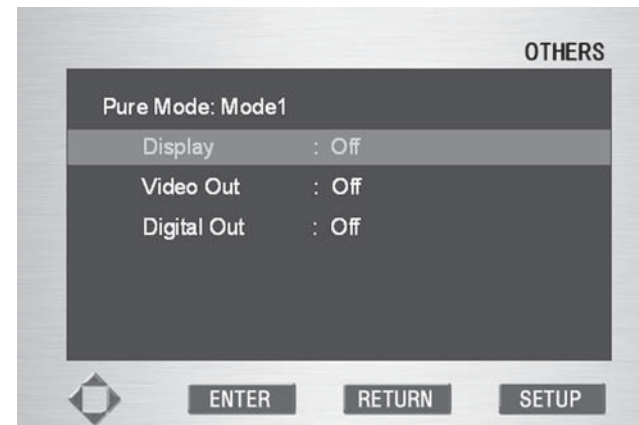 OTHERS
Pure Mode: Mode1
Display : Off
Video Out : Off
Digital Out : Off
ENTER RETURN SETUP